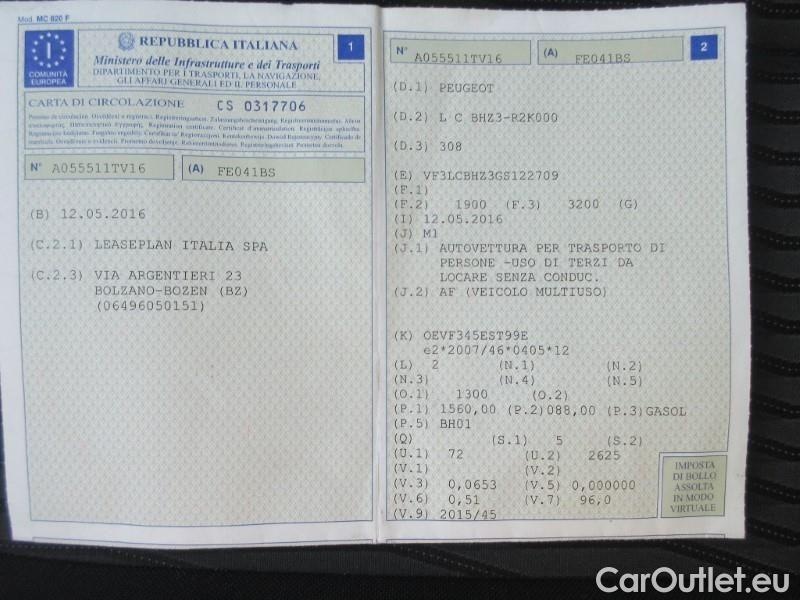 Mod. MC 820 F
I
COMUNITÀ
EUROPEA
REPUBBLICA ITALIANA
1
Ministero delle Infrastrutture e dei Trasporti
DIPARTIMENTO PER I TRASPORTI, LA NAVIGAZIONE,
GLI AFFARI GENERALI ED IL PERSONALE
CARTA DI CIRCOLAZIONE CS 0317706
N° A055511TV16 (A) FE041BS
(B) 12.05.2016
(C.2.1) LEASEPLAN ITALIA SPA
(C.2.3) VIA ARGENTIERI 23
BOLZANO-BOZEN (BZ)
(06496050151)
N° A055511TV16 (A) FE041BS
2
(D.1) PEUGEOT
(D.2) L C BHZ3-R2K000
(D.3) 308
(E) VF3LCBHZ3GS122709
(F.1)
(F.2) 1900 (F.3) 3200 (G)
(I) 12.05.2016
(J) M1
(J.1) AUTOVETTURA PER TRASPORTO DI
PERSONE -USO DI TERZI DA
LOCARE SENZA CONDUC.
(J.2) AF (VEICOLO MULTIUSO)
(K) OEVF345EST99E
e2*2007/46*0405*12
(L) 2 (N.1) (N.2)
(N.3) (N.4) (N.5)
(O.1) 1300 (O.2)
(P.1) 1560,00 (P.2)088,00 (P.3)GASOL
(P.5) BH01
(Q) (S.1) 5 (S.2)
(U.1) 72 (U.2) 2625
(V.1) (V.2)
(V.3) 0,0653 (V.5) 0,000000
(V.6) 0,51 (V.7) 96,0
(V.9) 2015/45
IMPOSTA
DI BOLLO
ASSOLTA
IN MODO
VIRTUALE
CarOutlet.eu